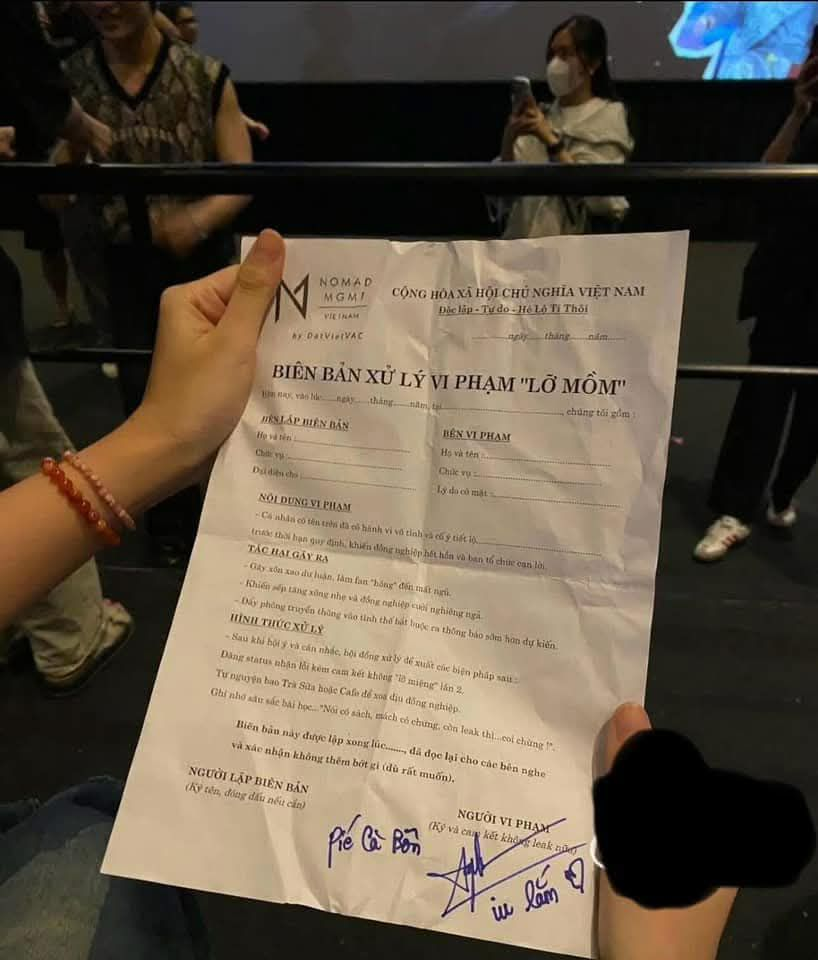 NOMAD
MGMT
VIETNAM
by DatVietVAC
CỘNG HÒA XÃ HỘI CHỦ NGHĨA VIỆT NAM
Độc lập - Tự do - Hé Lộ Tí Thôi
............ngày......tháng......năm......
BIÊN BẢN XỬ LÝ VI PHẠM "LỠ MỒM"
Hôm nay, vào lúc......ngày......tháng......năm, tại..............................., chúng tôi gồm :
BÊN LẬP BIÊN BẢN
Họ và tên :...............................
Chức vụ :...............................
Đại diện cho :...............................
BÊN VI PHẠM
Họ và tên :...............................
Chức vụ :...............................
Lý do có mặt :...............................
NỘI DUNG VI PHẠM
- Cá nhân có tên trên đã có hành vi vô tình và cố ý tiết lộ...............................
trước thời hạn quy định, khiến đồng nghiệp hết hồn và ban tổ chức cạn lời.
TÁC HẠI GÂY RA
- Gây xôn xao dư luận, làm fan "hóng" đến mất ngủ.
- Khiến sếp tăng xông nhẹ và đồng nghiệp cười nghiêng ngả.
- Đẩy phòng truyền thông vào tình thế bắt buộc ra thông báo sớm hơn dự kiến.
HÌNH THỨC XỬ LÝ
- Sau khi hội ý và cân nhắc, hội đồng xử lý đề xuất các biện pháp sau :
Đăng status nhận lỗi kèm cam kết không "lỡ miệng" lần 2.
Tự nguyện bao Trà Sữa hoặc Cafe để xoa dịu đồng nghiệp.
Ghi nhớ sâu sắc bài học..."Nói có sách, mách có chứng, còn leak thì...coi chừng !".
Biên bản này được lập xong lúc......., đã đọc lại cho các bên nghe
và xác nhận không thêm bớt gì (dù rất muốn).
NGƯỜI LẬP BIÊN BẢN
(Ký tên, đóng dấu nếu cần)
NGƯỜI VI PHẠM
(Ký và cam kết không leak nữa)
Pié Cà Bốn
iu lắm